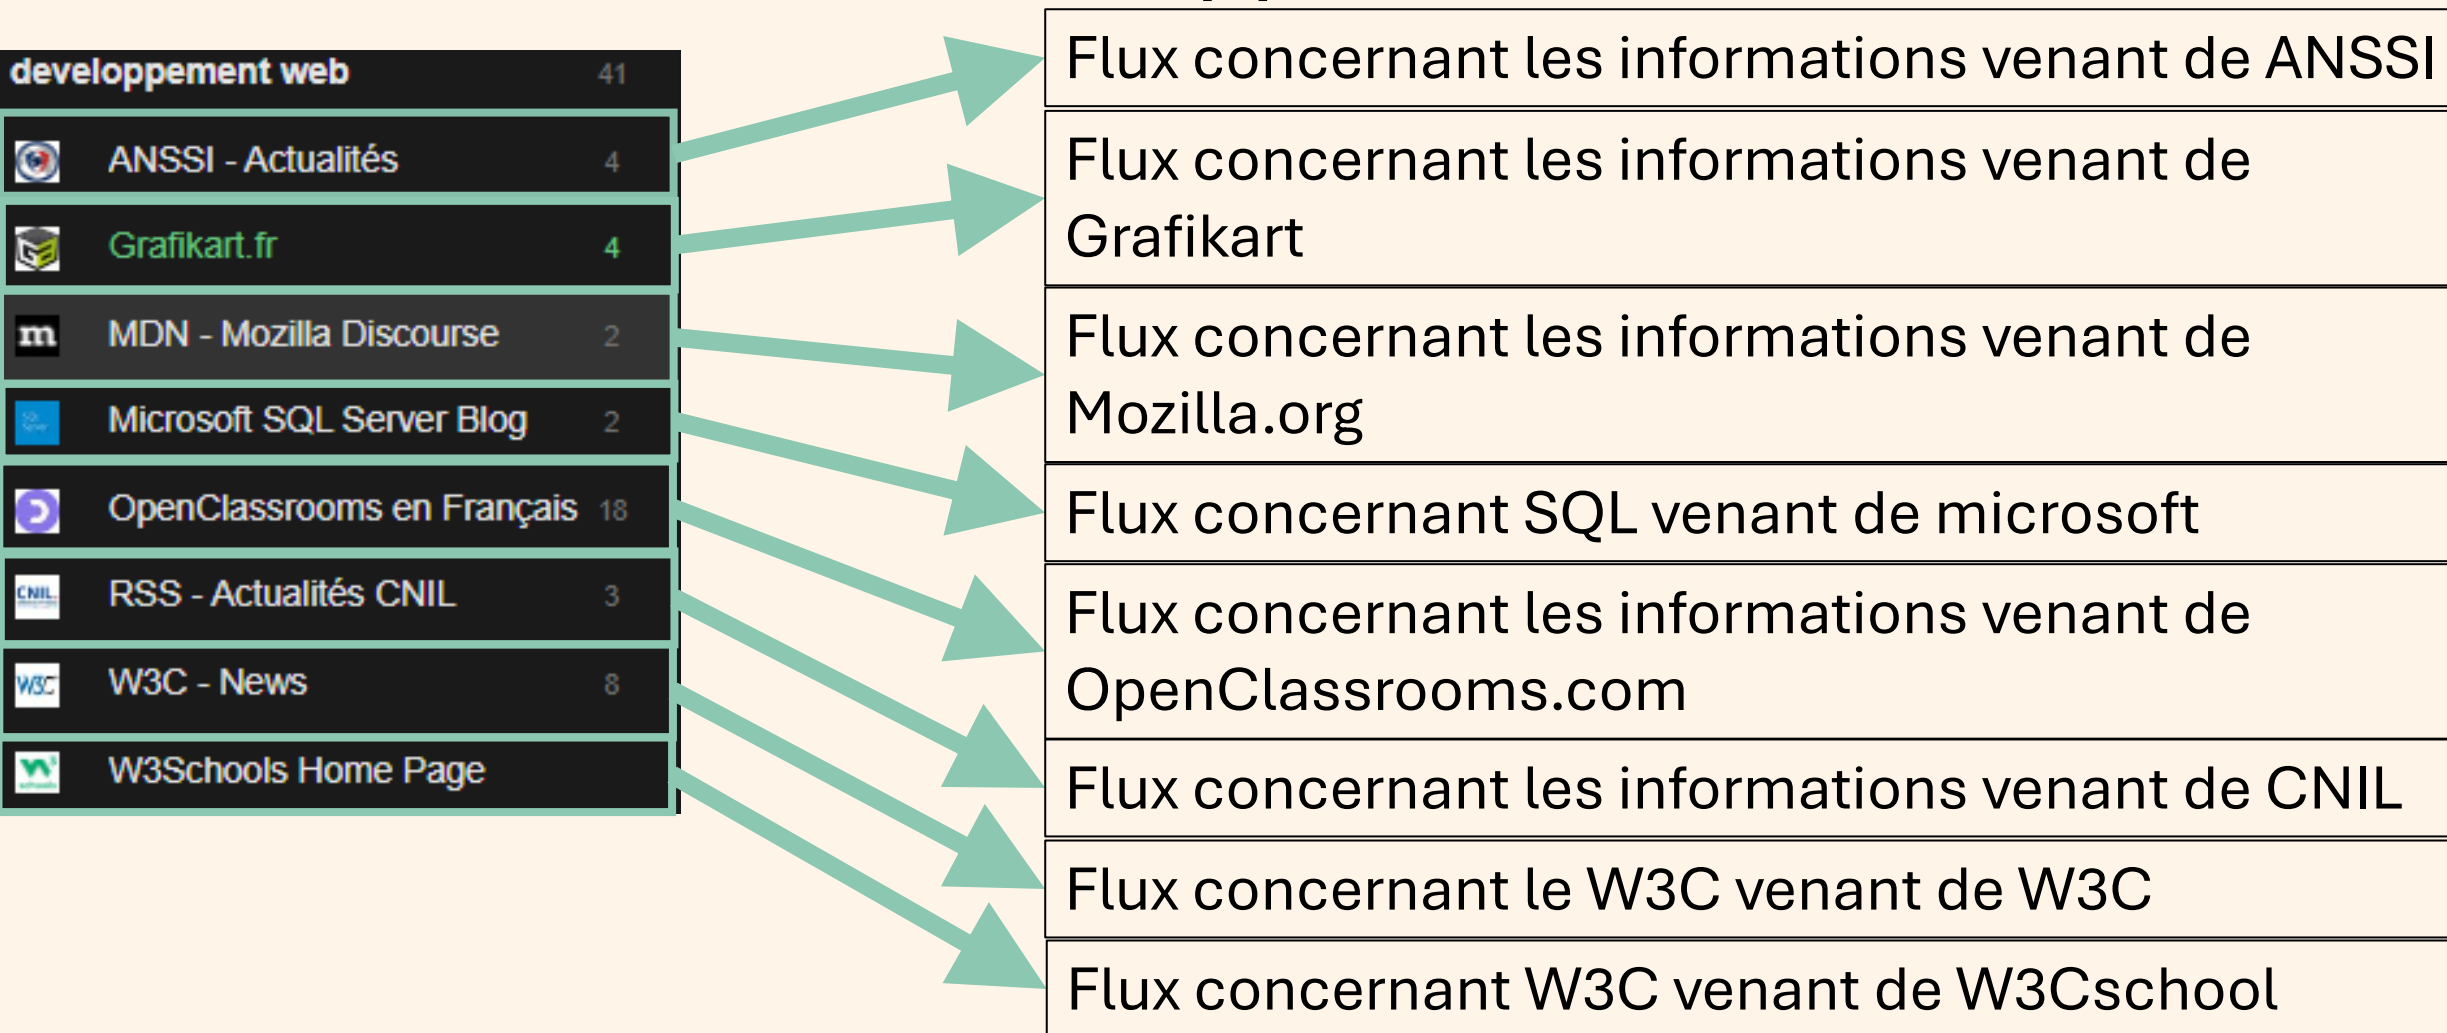 developpement web 41
ANSSI - Actualités 4
Grafikart.fr 4
m MDN - Mozilla Discourse 2
Microsoft SQL Server Blog 2
OpenClassrooms en Français 18
CNIL. RSS - Actualités CNIL 3
W3C W3C - News 8
W3Schools Home Page
Flux concernant les informations venant de ANSSI
Flux concernant les informations venant de
Grafikart
Flux concernant les informations venant de
Mozilla.org
Flux concernant SQL venant de microsoft
Flux concernant les informations venant de
OpenClassrooms.com
Flux concernant les informations venant de CNIL
Flux concernant le W3C venant de W3C
Flux concernant W3C venant de W3Cschool